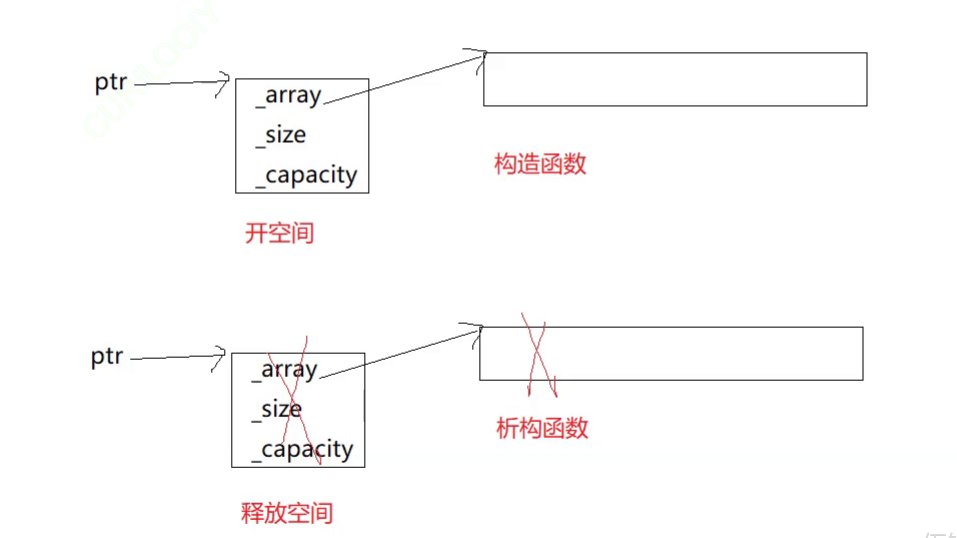 ptr
_array
_size
_capacity
构造函数
开空间
ptr
_array
_size
_capacity
析构函数
释放空间